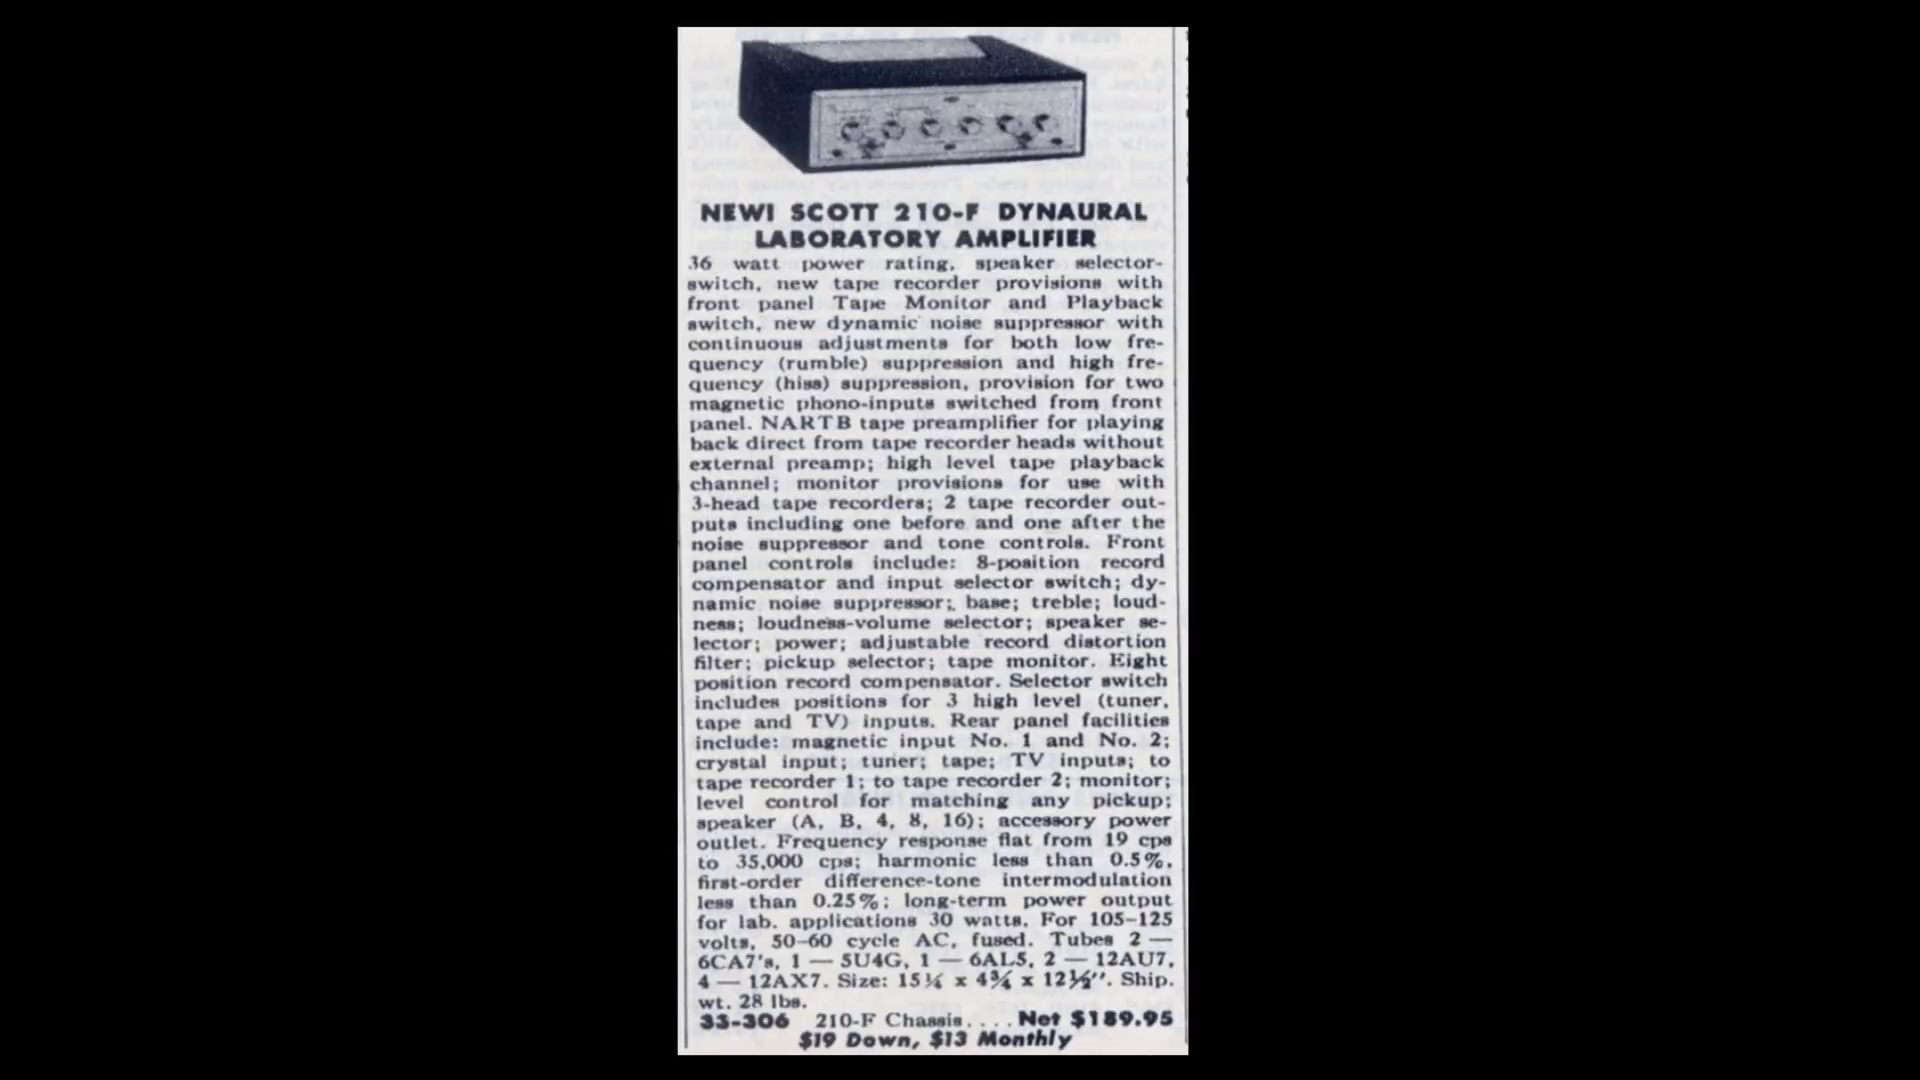 NEW! SCOTT 210-F DYNAURAL
LABORATORY AMPLIFIER
36 watt power rating, speaker selector-
switch, new tape recorder provisions with
front panel Tape Monitor and Playback
switch, new dynamic noise suppressor with
continuous adjustments for both low fre-
quency (rumble) suppression and high fre-
quency (hiss) suppression, provision for two
magnetic phono-inputs switched from front
panel. NARTB tape preamplifier for playing
back direct from tape recorder heads without
external preamp; high level tape playback
channel; monitor provisions for use with
3-head tape recorders; 2 tape recorder out-
puts including one before and one after the
noise suppressor and tone controls. Front
panel controls include: 8-position record
compensator and input selector switch; dy-
namic noise suppressor; base; treble; loud-
ness; loudness-volume selector; speaker se-
lector; power; adjustable record distortion
filter; pickup selector; tape monitor. Eight
position record compensator. Selector switch
includes positions for 3 high level (tuner,
tape and TV) inputs. Rear panel facilities
include: magnetic input No. 1 and No. 2;
crystal input; tuner; tape; TV inputs; to
tape recorder 1; to tape recorder 2; monitor;
level control for matching any pickup;
speaker (A, B, 4, 8, 16); accessory power
outlet. Frequency response flat from 19 cps
to 35,000 cps; harmonic less than 0.5%,
first-order difference-tone intermodulation
less than 0.25%; long-term power output
for lab. applications 30 watts. For 105–125
volts, 50–60 cycle AC, fused. Tubes 2 —
6CA7's, 1 — 5U4G, 1 — 6AL5, 2 — 12AU7,
4 — 12AX7. Size: 15¼ x 4¾ x 12½". Ship.
wt. 28 lbs.
33-306 210-F Chassis.... Net $189.95
$19 Down, $13 Monthly